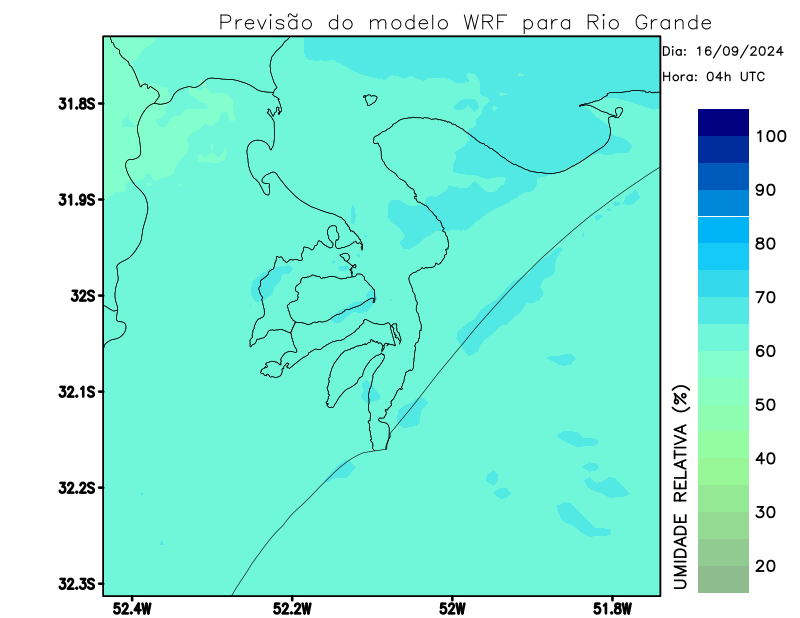 Previsão do modelo WRF para Rio Grande
Dia: 16/09/2024
Hora: 04h UTC
31.8S
31.9S
32S
32.1S
32.2S
32.3S
52.4W
52.2W
52W
51.8W
100
90
80
70
60
50
40
30
20
UMIDADE RELATIVA (%)